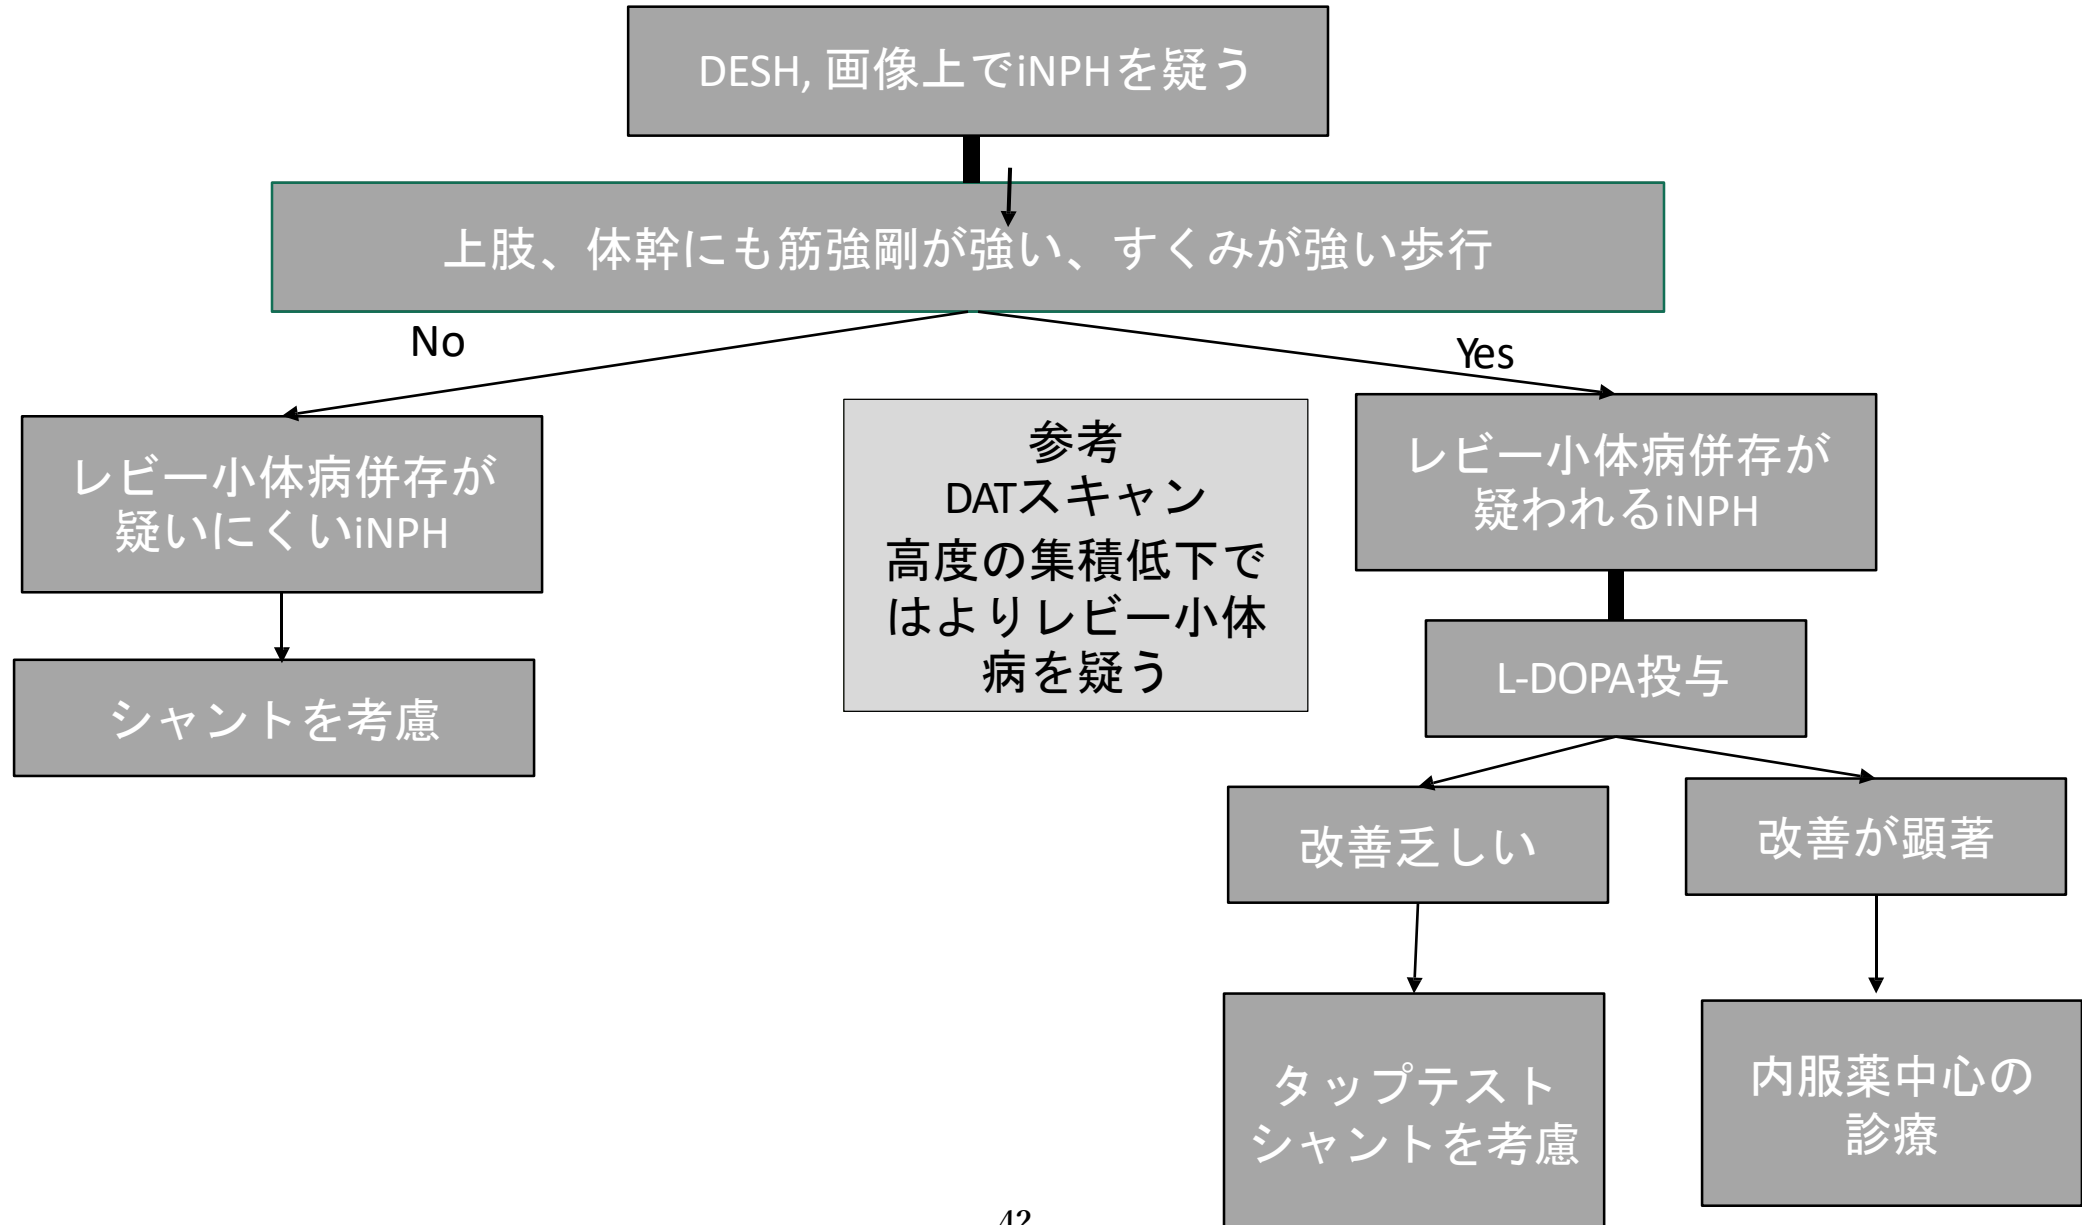 DESH, 画像上でiNPHを疑う
上肢、体幹にも筋強剛が強い、すくみが強い歩行
No
Yes
レビー小体病併存が
疑いにくいiNPH
参考
DATスキャン
高度の集積低下で
はよりレビー小体
病を疑う
レビー小体病併存が
疑われるiNPH
シャントを考慮
L-DOPA投与
改善乏しい
改善が顕著
タップテスト
シャントを考慮
内服薬中心の
診療
42